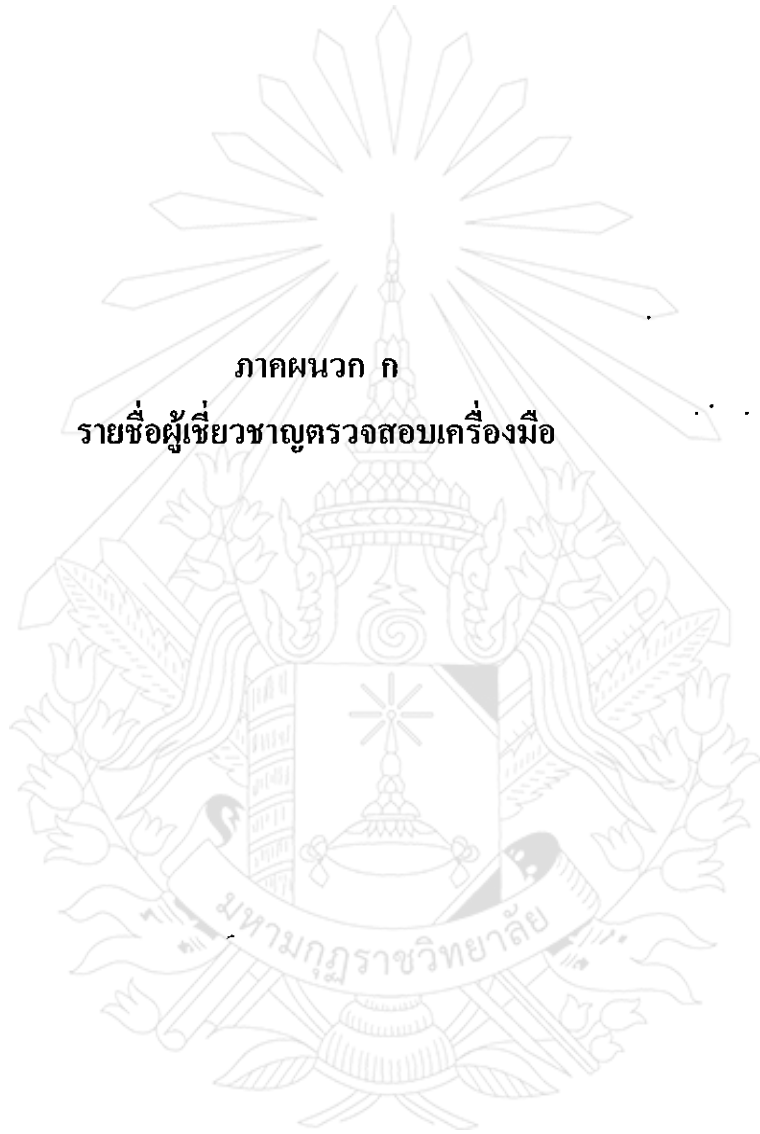 ภาคผนวก ก
รายชื่อผู้เชี่ยวชาญตรวจสอบเครื่องมือ
มหามกุฏราชวิทยาลัย